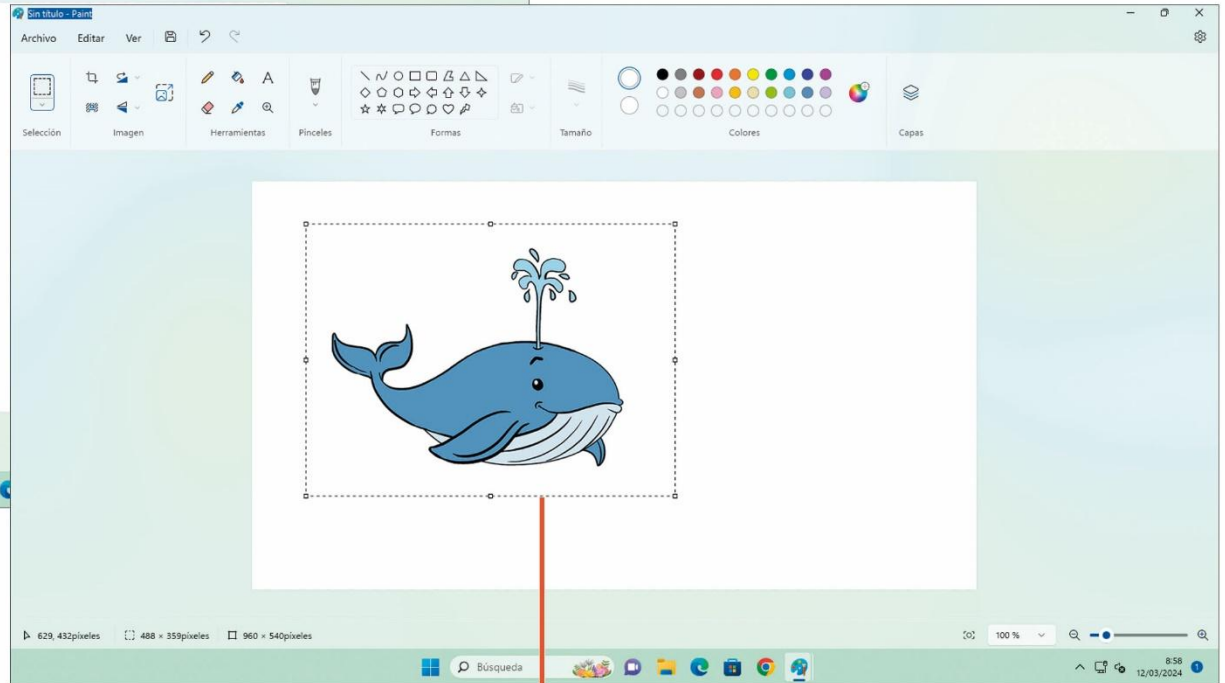 Sin título - Paint
Archivo Editar Ver
Selección Imagen Herramientas Pinceles Formas Tamaño Colores Capas
629, 432píxeles 488 × 359píxeles 960 × 540píxeles 100 %
Búsqueda 8:58
12/03/2024 1